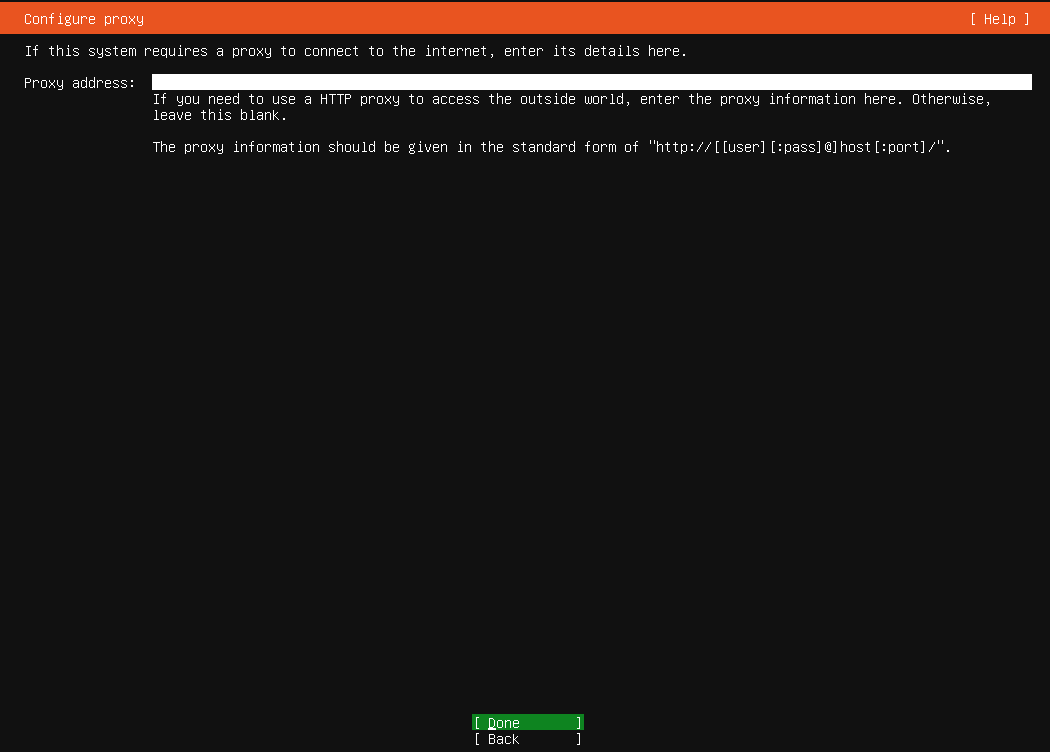 Configure proxy [ Help ]
If this system requires a proxy to connect to the internet, enter its details here.
Proxy address:
If you need to use a HTTP proxy to access the outside world, enter the proxy information here. Otherwise,
leave this blank.
The proxy information should be given in the standard form of "http://[[user][:pass]@]host[:port]/".
[ Done ]
[ Back ]